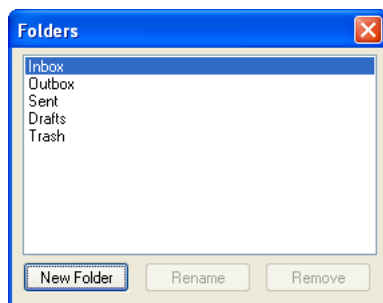 Folders
Inbox
Outbox
Sent
Drafts
Trash
New Folder Rename Remove